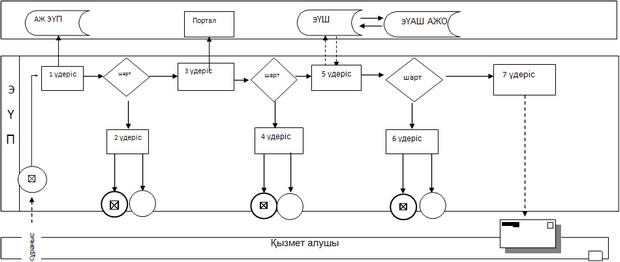 АЖ ЭҮП
Портал
ЭҮШ
ЭҮАШ АЖО
1 үдеріс
шарт
3 үдеріс
шарт
5 үдеріс
шарт
7 үдеріс
Э
Ү
П
2 үдеріс
4 үдеріс
6 үдеріс
Сұраныс
Қызмет алушы